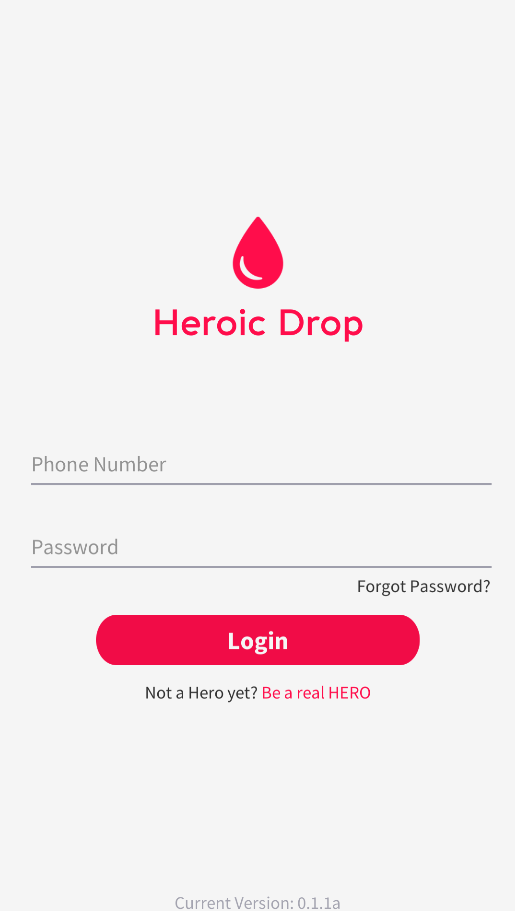 Heroic Drop
Phone Number
Password
Forgot Password?
Login
Not a Hero yet? Be a real HERO
Current Version: 0.1.1a